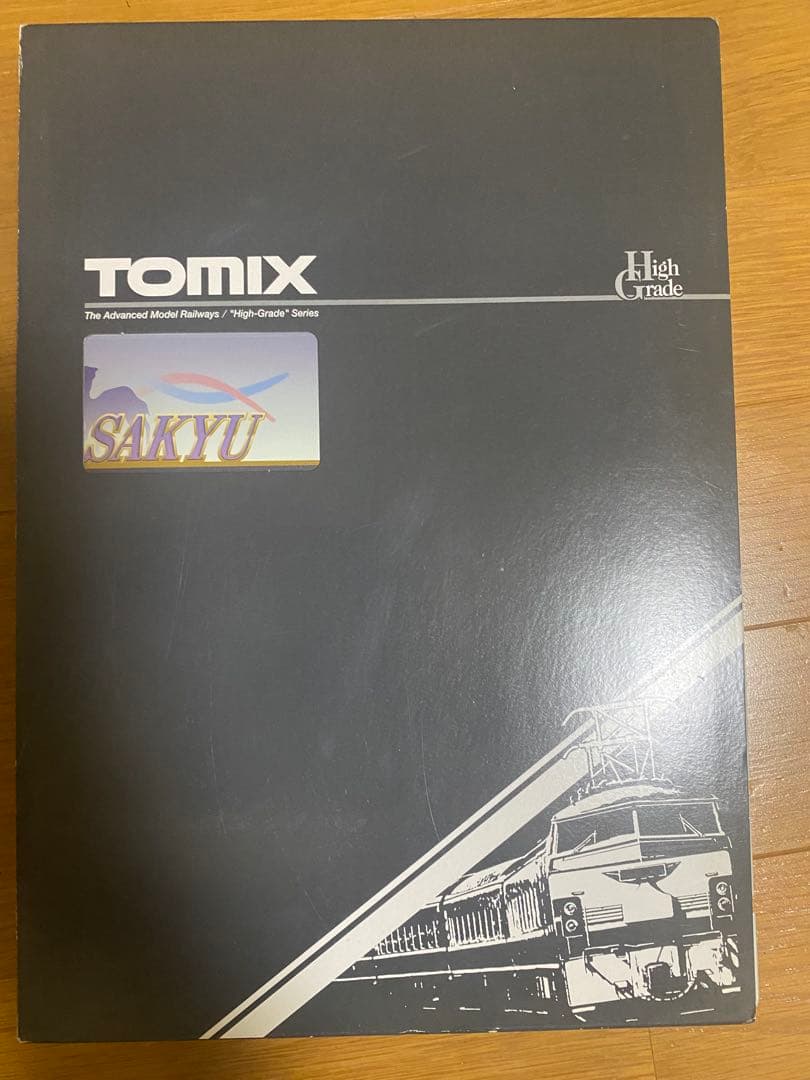 TOMIX
High
Grade
The Advanced Model Railways / "High-Grade" Series
SAKYU